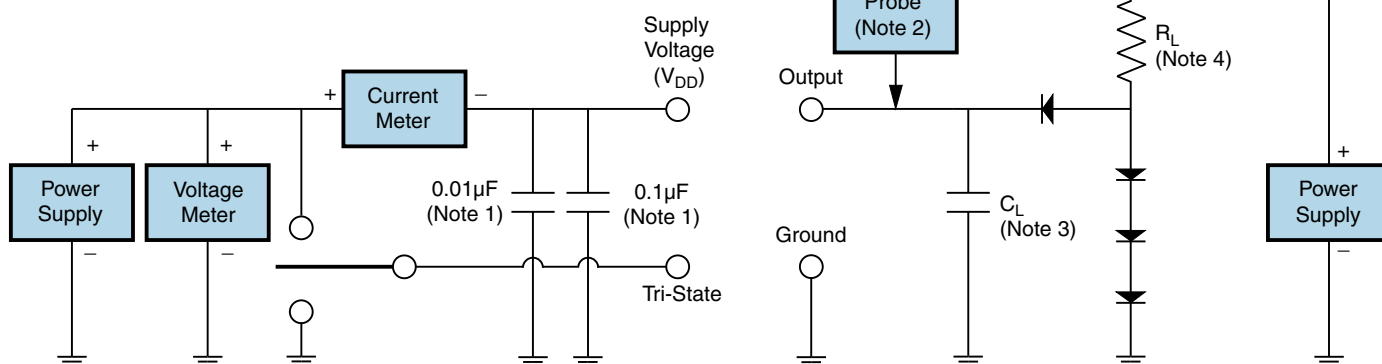 Probe
(Note 2)
Supply
Voltage
(VDD)
RL
(Note 4)
Output
+
Current
Meter
–
+
Power
Supply
–
+
Voltage
Meter
–
0.01µF
(Note 1)
0.1µF
(Note 1)
CL
(Note 3)
Ground
Tri-State
+
Power
Supply
–